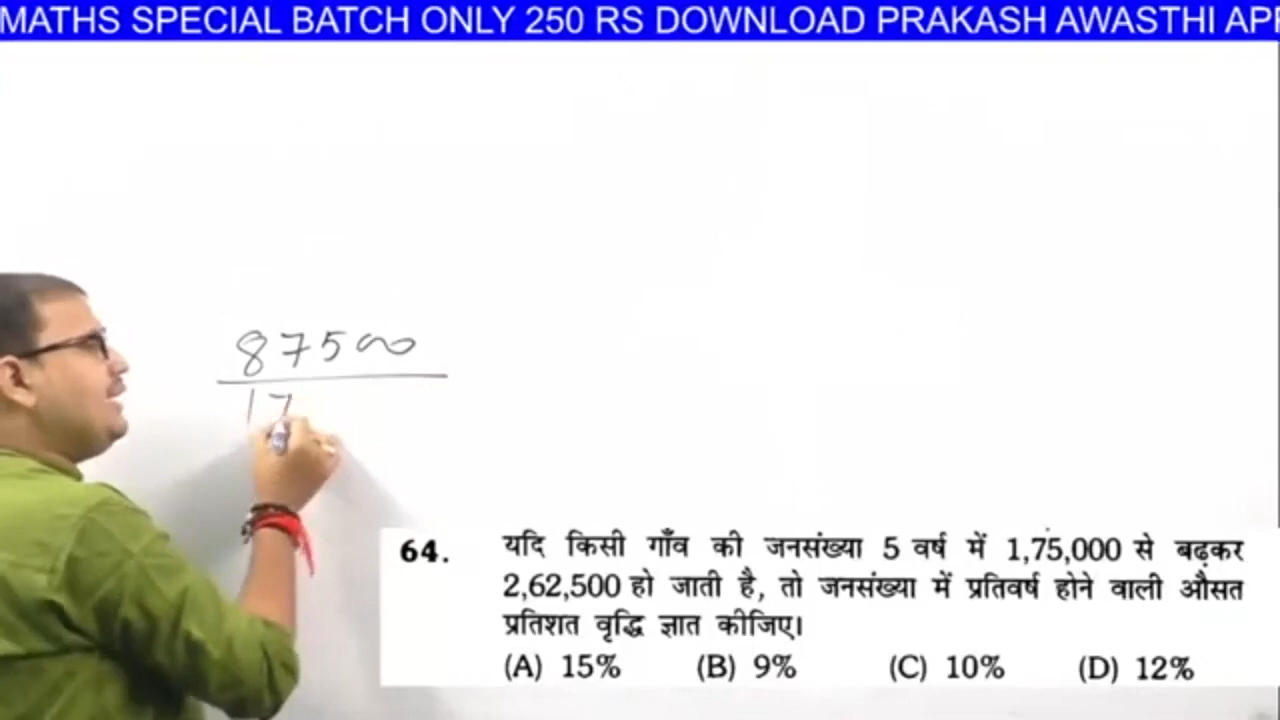 MATHS SPECIAL BATCH ONLY 250 RS DOWNLOAD PRAKASH AWASTHI APP
87500
17
64. यदि किसी गाँव की जनसंख्या 5 वर्ष में 1,75,000 से बढ़कर
2,62,500 हो जाती है, तो जनसंख्या में प्रतिवर्ष होने वाली औसत
प्रतिशत वृद्धि ज्ञात कीजिए।
(A) 15% (B) 9% (C) 10% (D) 12%